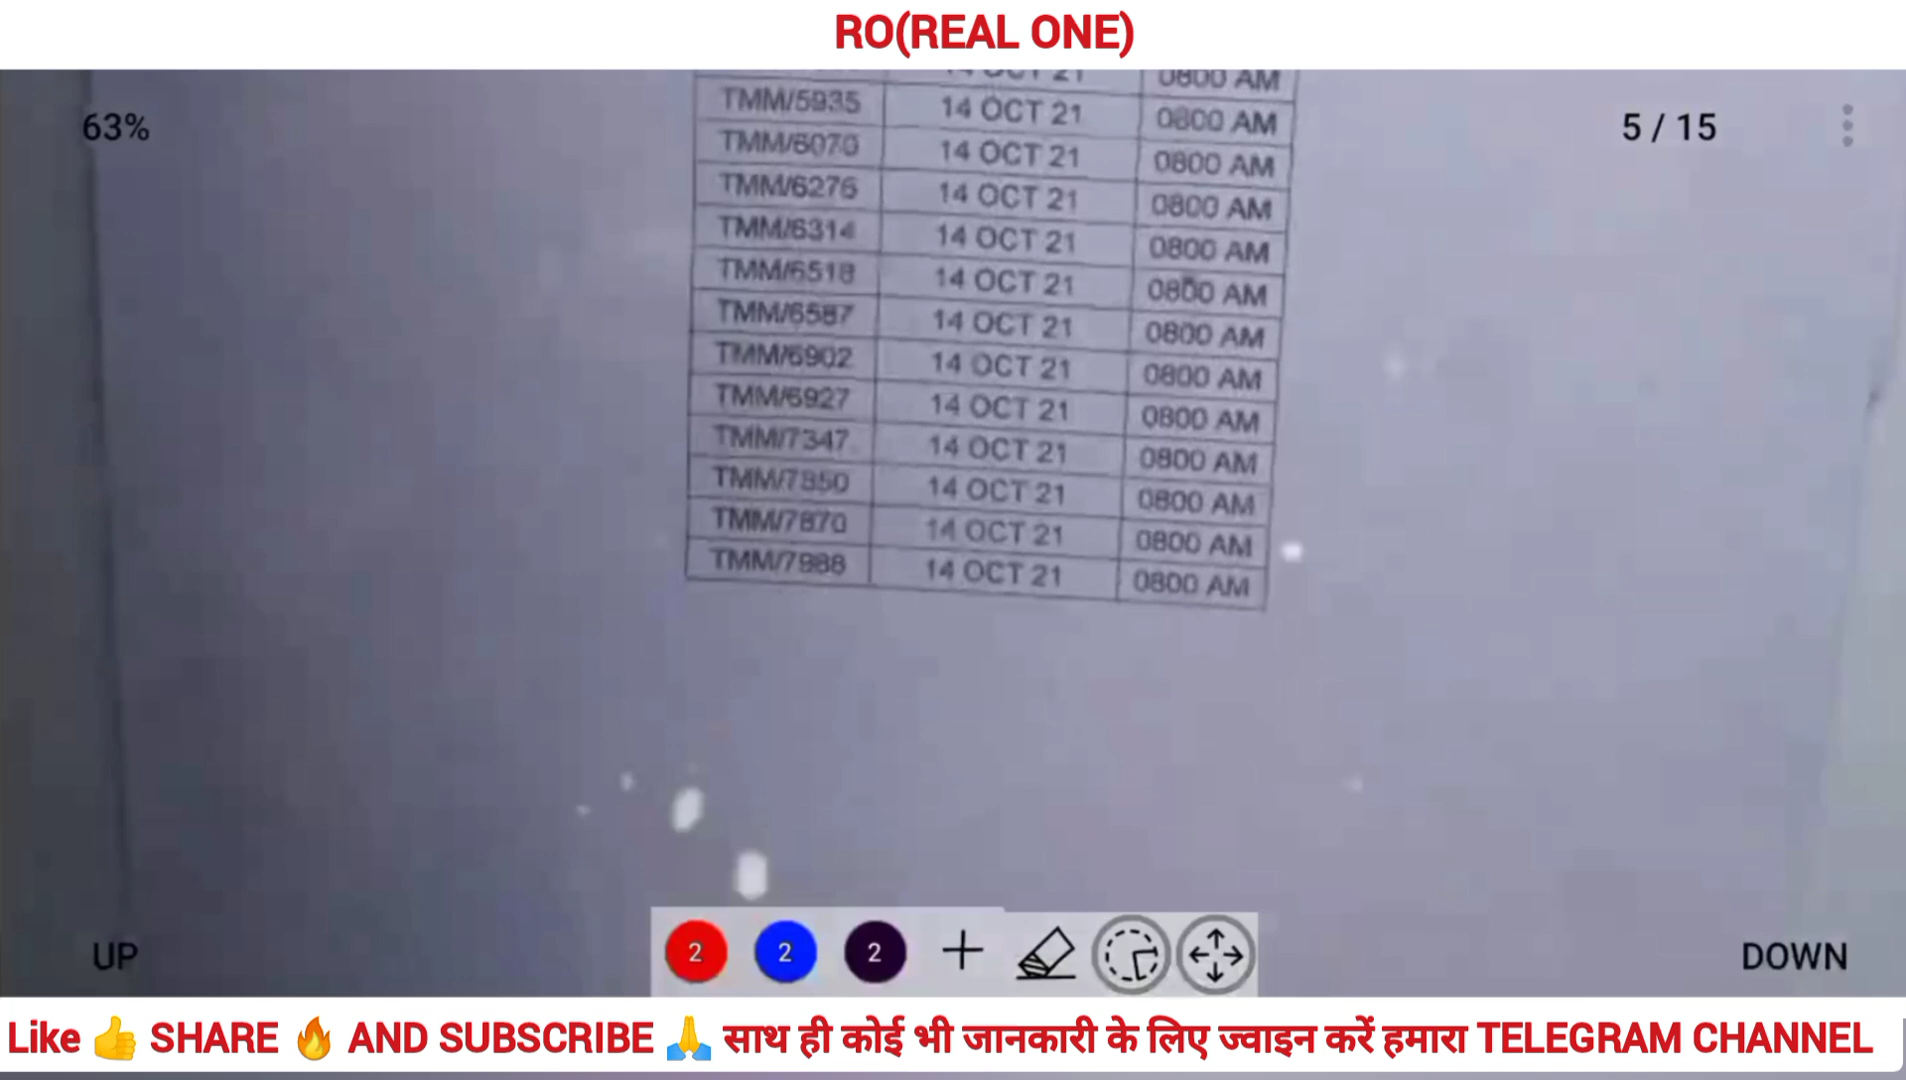 RO(REAL ONE)
14 OCT 21 0800 AM
63%
5 / 15
TMM/5935 14 OCT 21 0800 AM
TMM/6070 14 OCT 21 0800 AM
TMM/6276 14 OCT 21 0800 AM
TMM/6314 14 OCT 21 0800 AM
TMM/6518 14 OCT 21 0800 AM
TMM/6587 14 OCT 21 0800 AM
TMM/6902 14 OCT 21 0800 AM
TMM/6927 14 OCT 21 0800 AM
TMM/7347 14 OCT 21 0800 AM
14 OCT 21 0800 AM
TMM/7870 14 OCT 21 0800 AM
TMM/7988 14 OCT 21 0800 AM
2 2 2
UP
DOWN
Like 👍 SHARE 🔥 AND SUBSCRIBE 🙏 साथ ही कोई भी जानकारी के लिए ज्वाइन करें हमारा TELEGRAM CHANNEL